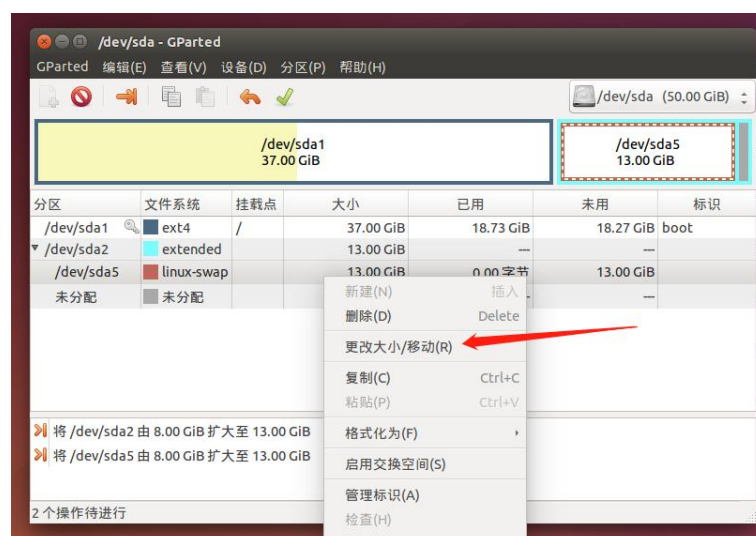 /dev/sda - GParted
GParted 编辑(E) 查看(V) 设备(D) 分区(P) 帮助(H)
/dev/sda (50.00 GiB)
/dev/sda1
37.00 GiB
/dev/sda5
13.00 GiB
分区 文件系统 挂载点 大小 已用 未用 标识
/dev/sda1 ext4 / 37.00 GiB 18.73 GiB 18.27 GiB boot
/dev/sda2 extended 13.00 GiB --- ---
/dev/sda5 linux-swap 13.00 GiB 0.00 字节 13.00 GiB
未分配 未分配 ---
新建(N) 插入
删除(D) Delete
更改大小/移动(R)
复制(C) Ctrl+C
粘贴(P) Ctrl+V
格式化为(F)
启用交换空间(S)
管理标识(A)
检查(H)
将 /dev/sda2 由 8.00 GiB 扩大至 13.00 GiB
将 /dev/sda5 由 8.00 GiB 扩大至 13.00 GiB
2 个操作待进行